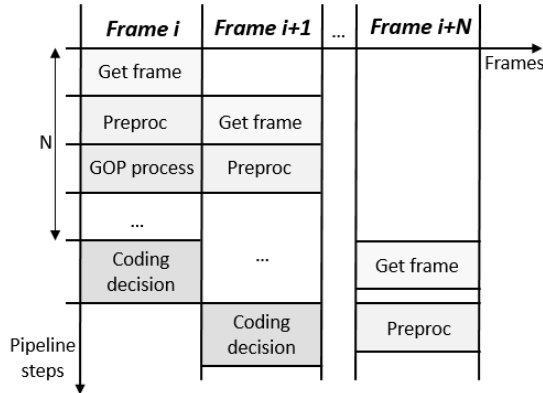 Frame i
Frame i+1
...
Frame i+N
Frames
Get frame
Preproc
Get frame
N
GOP process
Preproc
...
Coding
decision
...
Get frame
Coding
decision
Preproc
Pipeline
steps